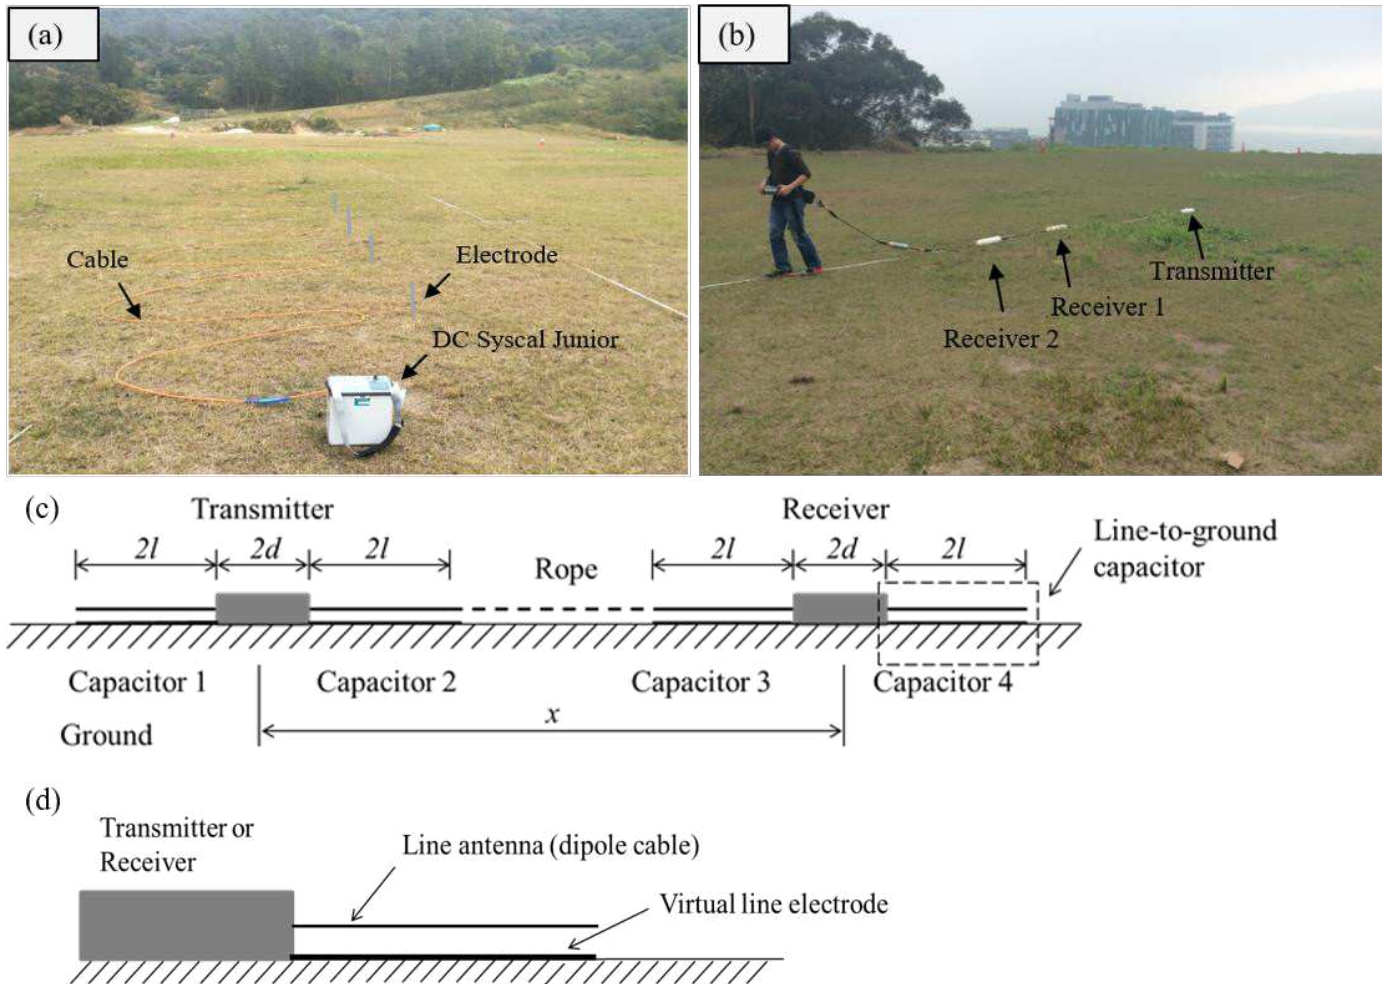 (a)
Cable
Electrode
DC Syscal Junior
(b)
Transmitter
Receiver 1
Receiver 2
(c)
Transmitter
Receiver
2l
2d
2l
Rope
2l
2d
2l
Line-to-ground
capacitor
Capacitor 1
Capacitor 2
Capacitor 3
Capacitor 4
x
Ground
(d)
Transmitter or
Receiver
Line antenna (dipole cable)
Virtual line electrode